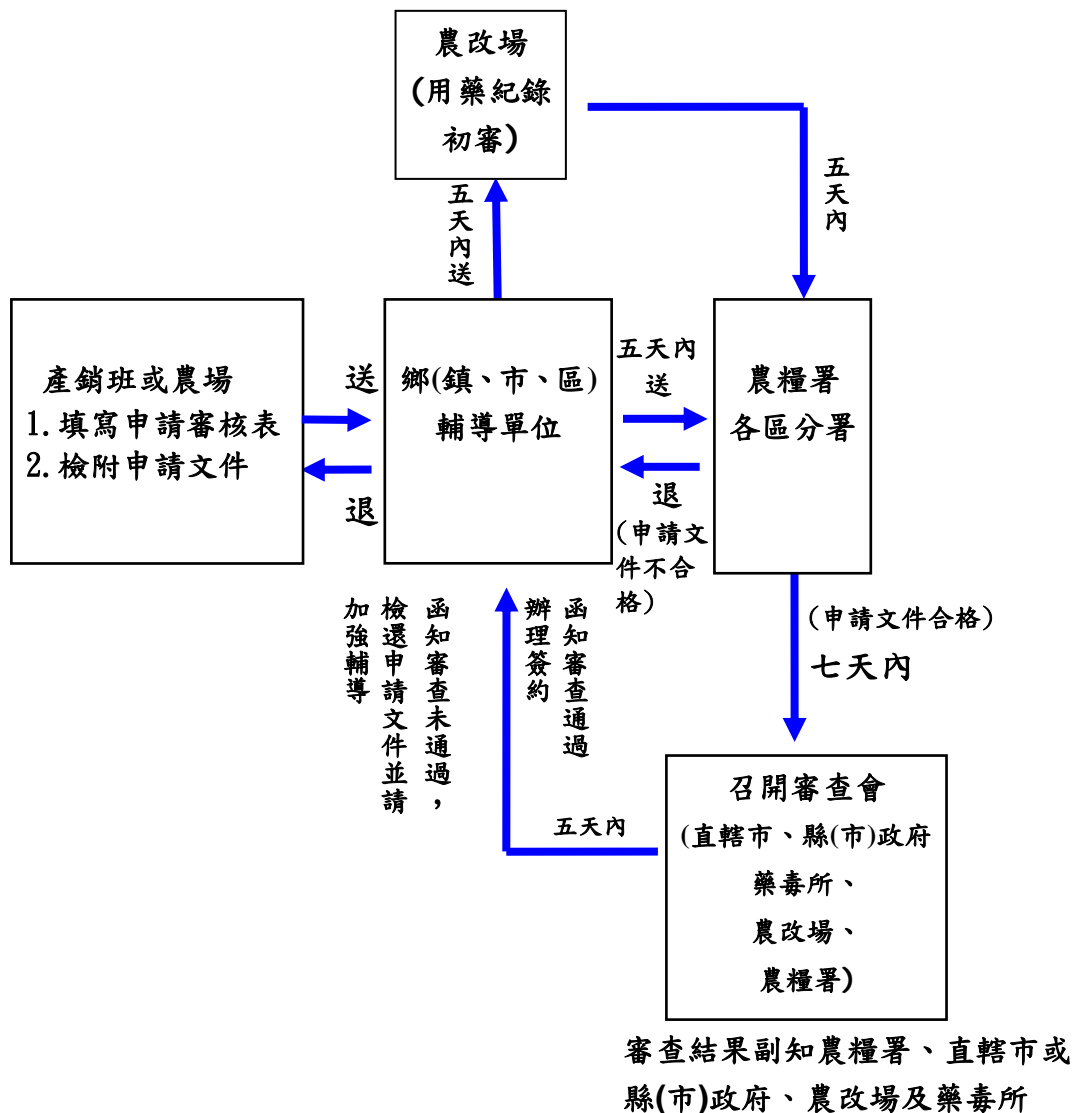 農改場
(用藥紀錄
初審)
五天內送
五天內
產銷班或農場
1.填寫申請審核表
2.檢附申請文件
送
退
鄉(鎮、市、區)
輔導單位
五天內
送
退
(申請文
件不合
格)
農糧署
各區分署
(申請文件合格)
七天內
函知審查通過
辦理簽約
函知審查未通過，
檢還申請文件並請
加強輔導
五天內
召開審查會
(直轄市、縣(市)政府
藥毒所、
農改場、
農糧署)
審查結果副知農糧署、直轄市或
縣(市)政府、農改場及藥毒所